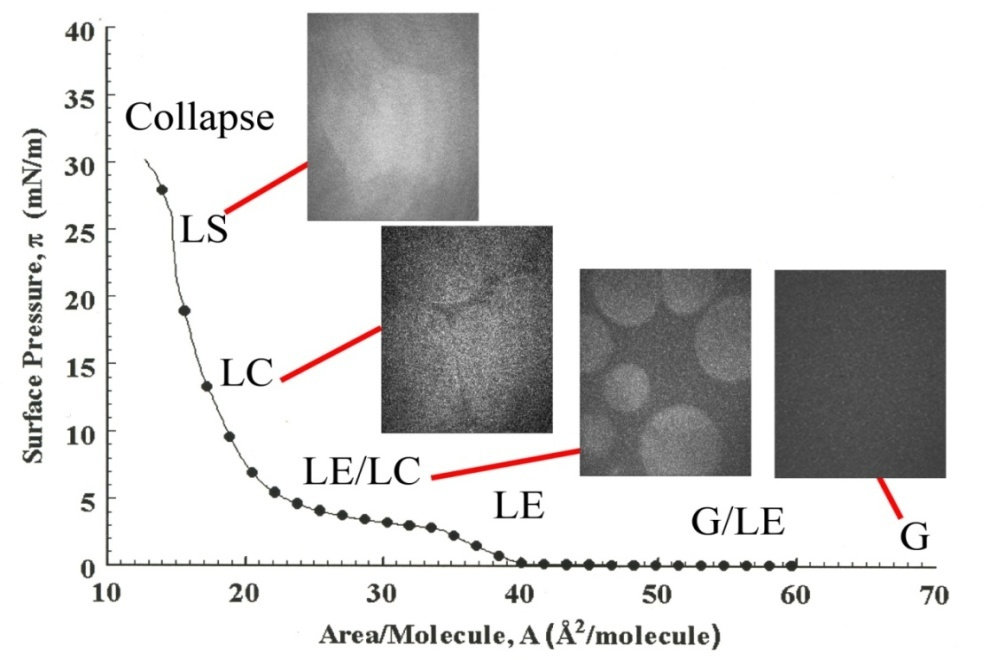 40
35
Collapse
30
25
LS
20
15
LC
10
LE/LC
5
LE
G/LE
G
0
10 20 30 40 50 60 70
Surface Pressure, π (mN/m)
Area/Molecule, A (Å²/molecule)